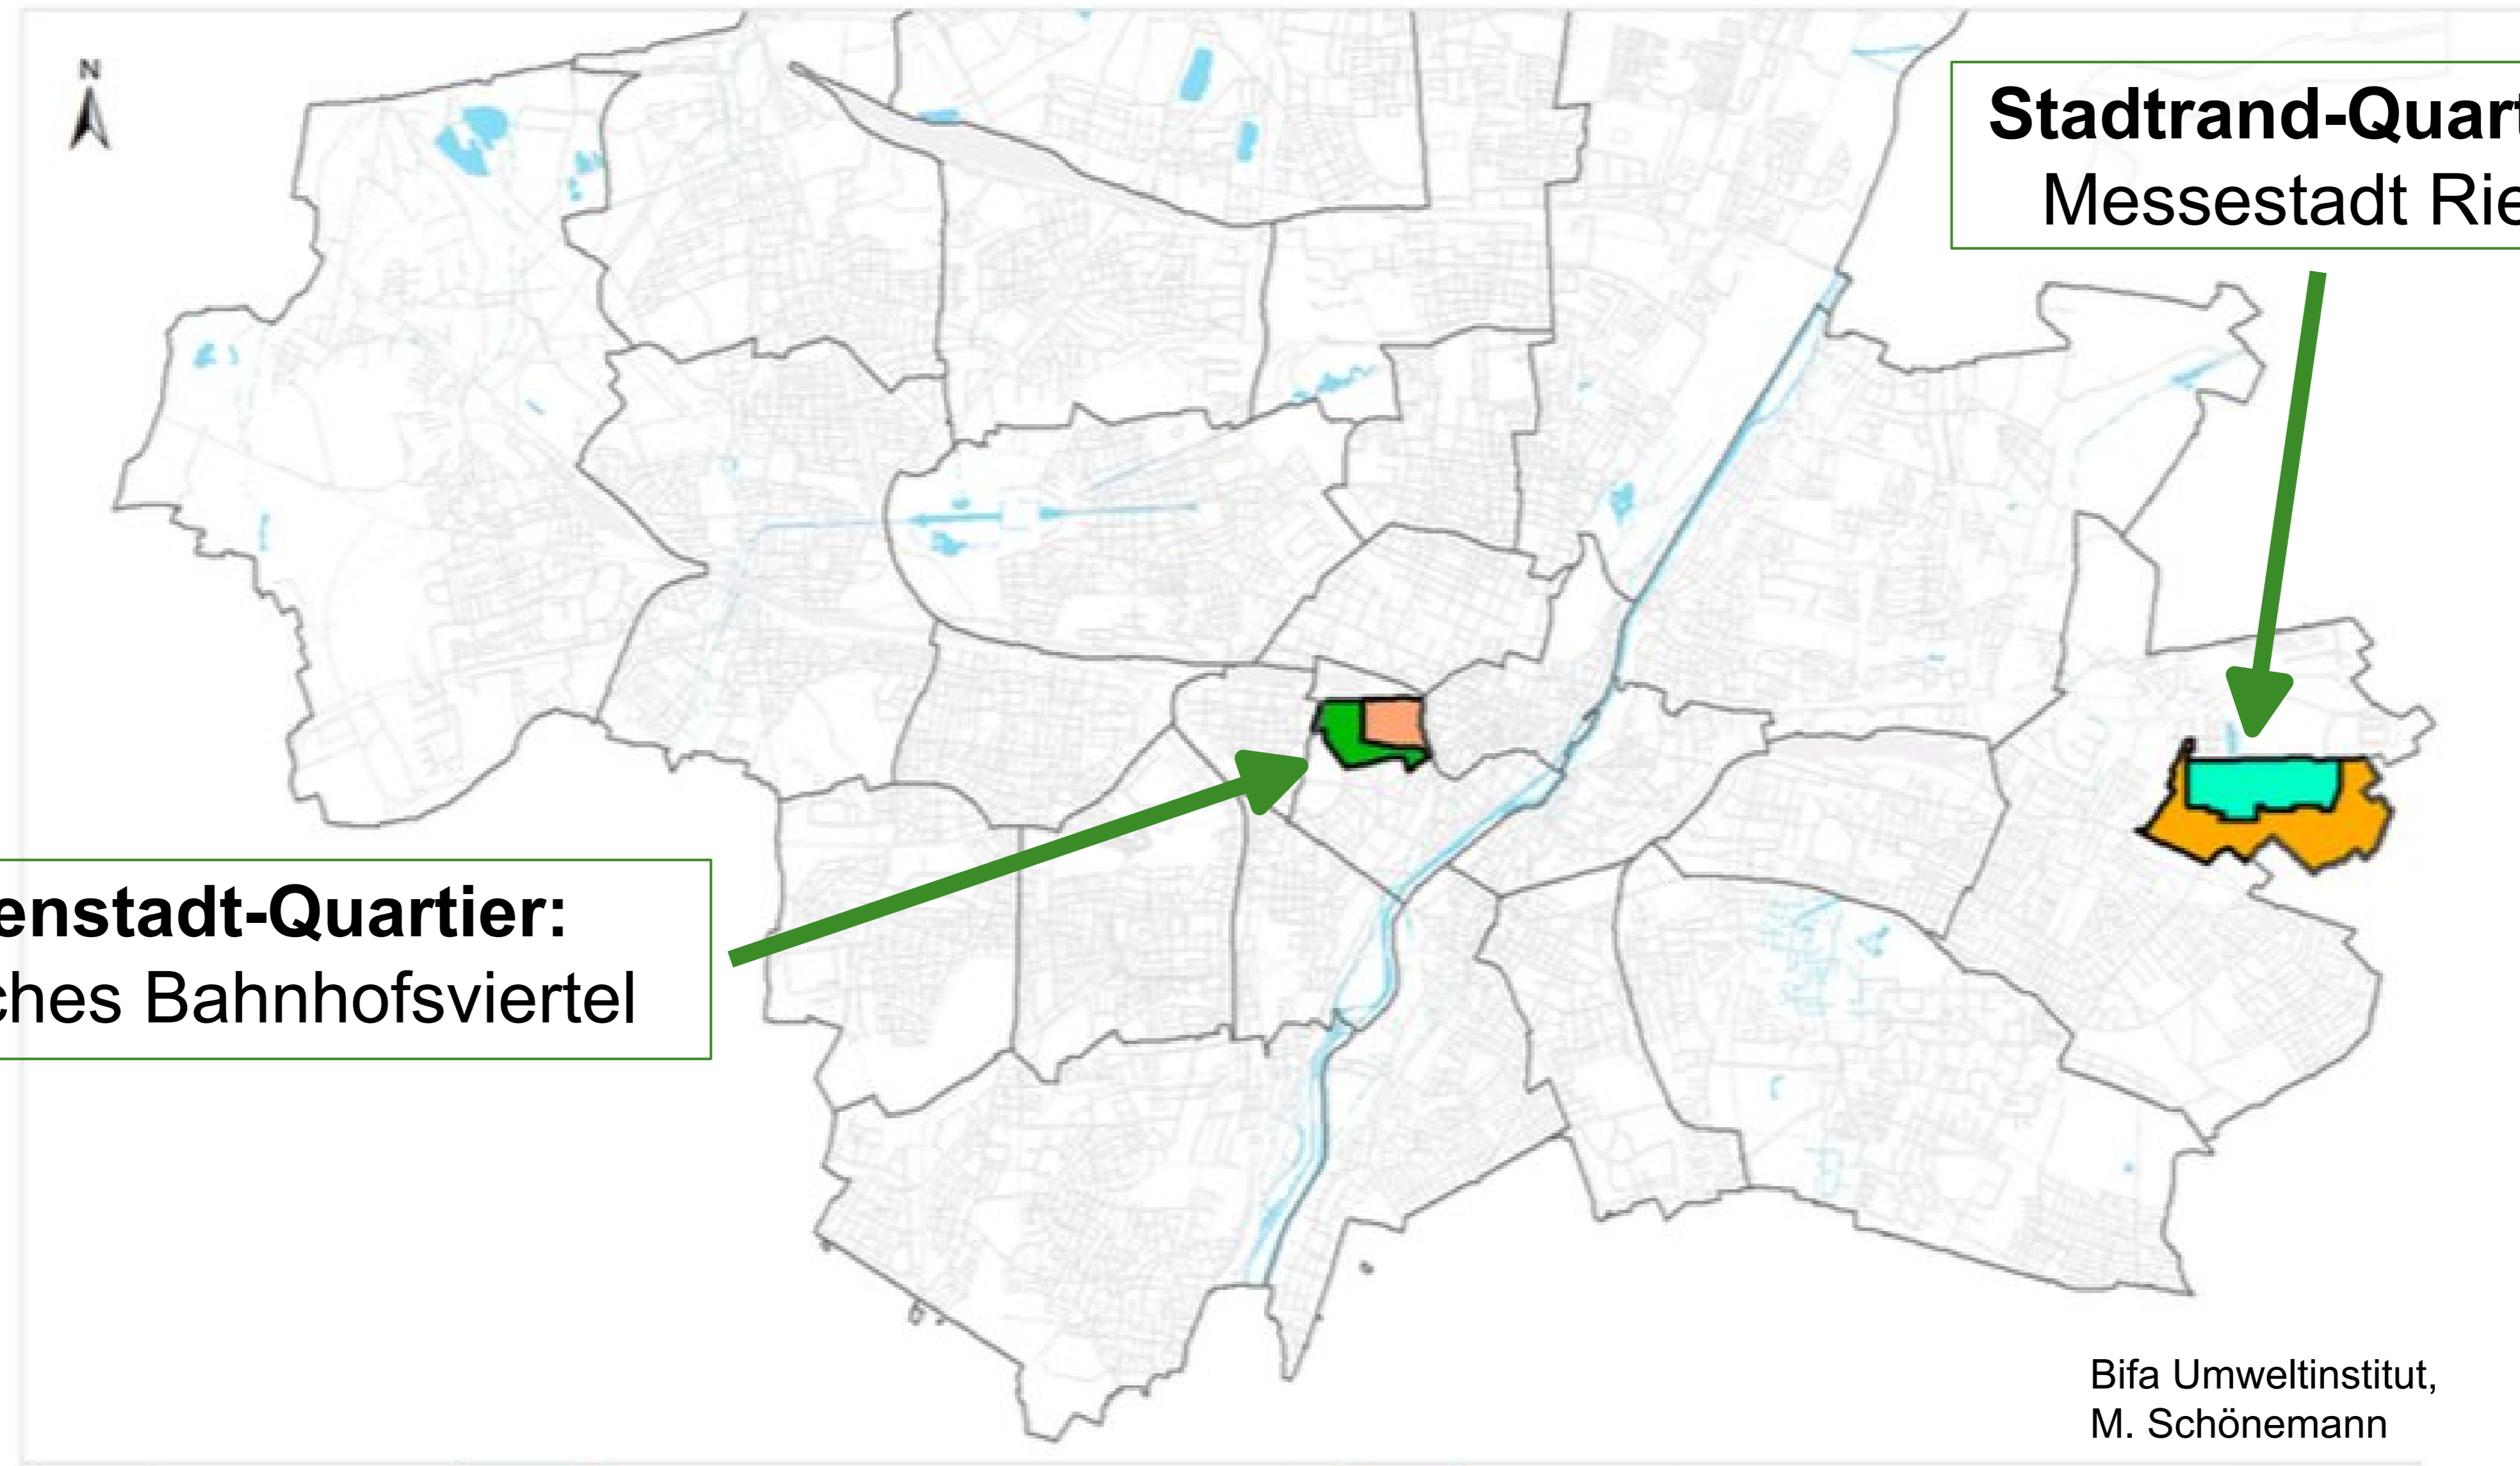 N
Stadtrand-Quart
Messestadt Rie
enstadt-Quartier:
ches Bahnhofsviertel
Bifa Umweltinstitut,
M. Schönemann